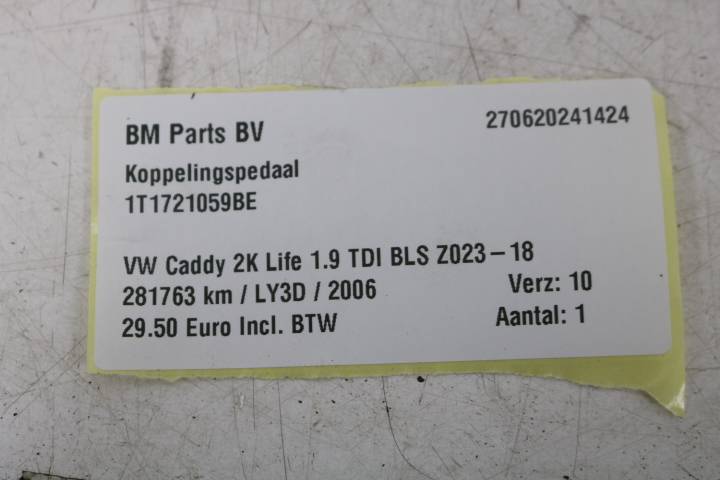 BM Parts BV 270620241424
Koppelingspedaal
1T1721059BE
VW Caddy 2K Life 1.9 TDI BLS Z023-18
281763 km / LY3D / 2006 Verz: 10
29.50 Euro Incl. BTW Aantal: 1